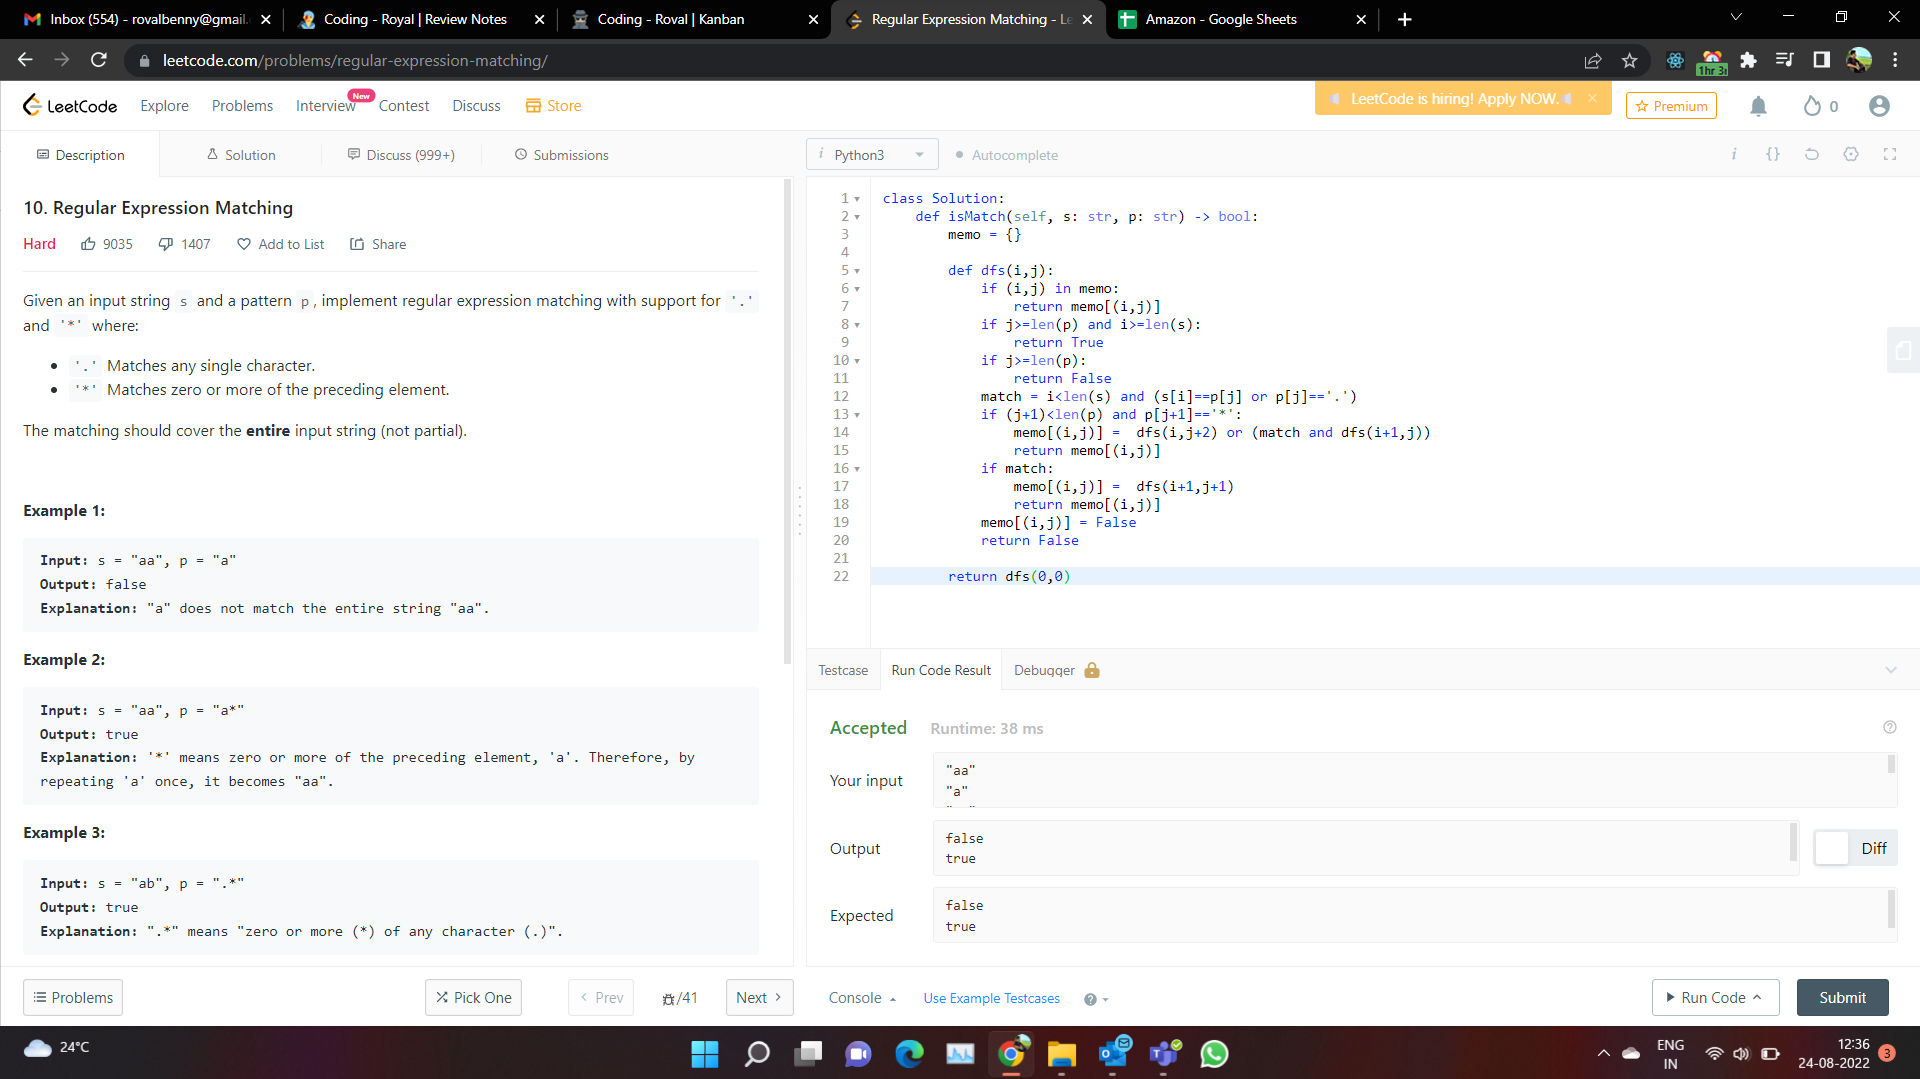 Inbox (554) - rovalbenny@gmail.
Coding - Royal | Review Notes
Coding - Roval | Kanban
Regular Expression Matching - Le
Amazon - Google Sheets
leetcode.com/problems/regular-expression-matching/
1hr 3
LeetCode
Explore
Problems
Interview
New
Contest
Discuss
Store
LeetCode is hiring! Apply NOW.
Premium
0
Description
Solution
Discuss (999+)
Submissions
i Python3
Autocomplete
10. Regular Expression Matching
Hard
9035
1407
Add to List
Share
Given an input string s and a pattern p, implement regular expression matching with support for '.'
and '*' where:
'.' Matches any single character.
'*' Matches zero or more of the preceding element.
The matching should cover the entire input string (not partial).
Example 1:
Input: s = "aa", p = "a"
Output: false
Explanation: "a" does not match the entire string "aa".
Example 2:
Input: s = "aa", p = "a*"
Output: true
Explanation: '*' means zero or more of the preceding element, 'a'. Therefore, by
repeating 'a' once, it becomes "aa".
Example 3:
Input: s = "ab", p = ".*"
Output: true
Explanation: ".*" means "zero or more (*) of any character (.)".
1 class Solution:
2 def isMatch(self, s: str, p: str) -> bool:
3 memo = {}
4
5 def dfs(i,j):
6 if (i,j) in memo:
7 return memo[(i,j)]
8 if j>=len(p) and i>=len(s):
9 return True
10 if j>=len(p):
11 return False
12 match = i<len(s) and (s[i]==p[j] or p[j]=='.')
13 if (j+1)<len(p) and p[j+1]=='*':
14 memo[(i,j)] =  dfs(i,j+2) or (match and dfs(i+1,j))
15 return memo[(i,j)]
16 if match:
17 memo[(i,j)] =  dfs(i+1,j+1)
18 return memo[(i,j)]
19 memo[(i,j)] = False
20 return False
21
22 return dfs(0,0)
Testcase
Run Code Result
Debugger
Accepted
Runtime: 38 ms
Your input
"aa"
"a"
Output
false
true
Diff
Expected
false
true
Problems
Pick One
Prev
/41
Next
Console
Use Example Testcases
Run Code
Submit
24°C
ENG
IN
12:36
24-08-2022
3